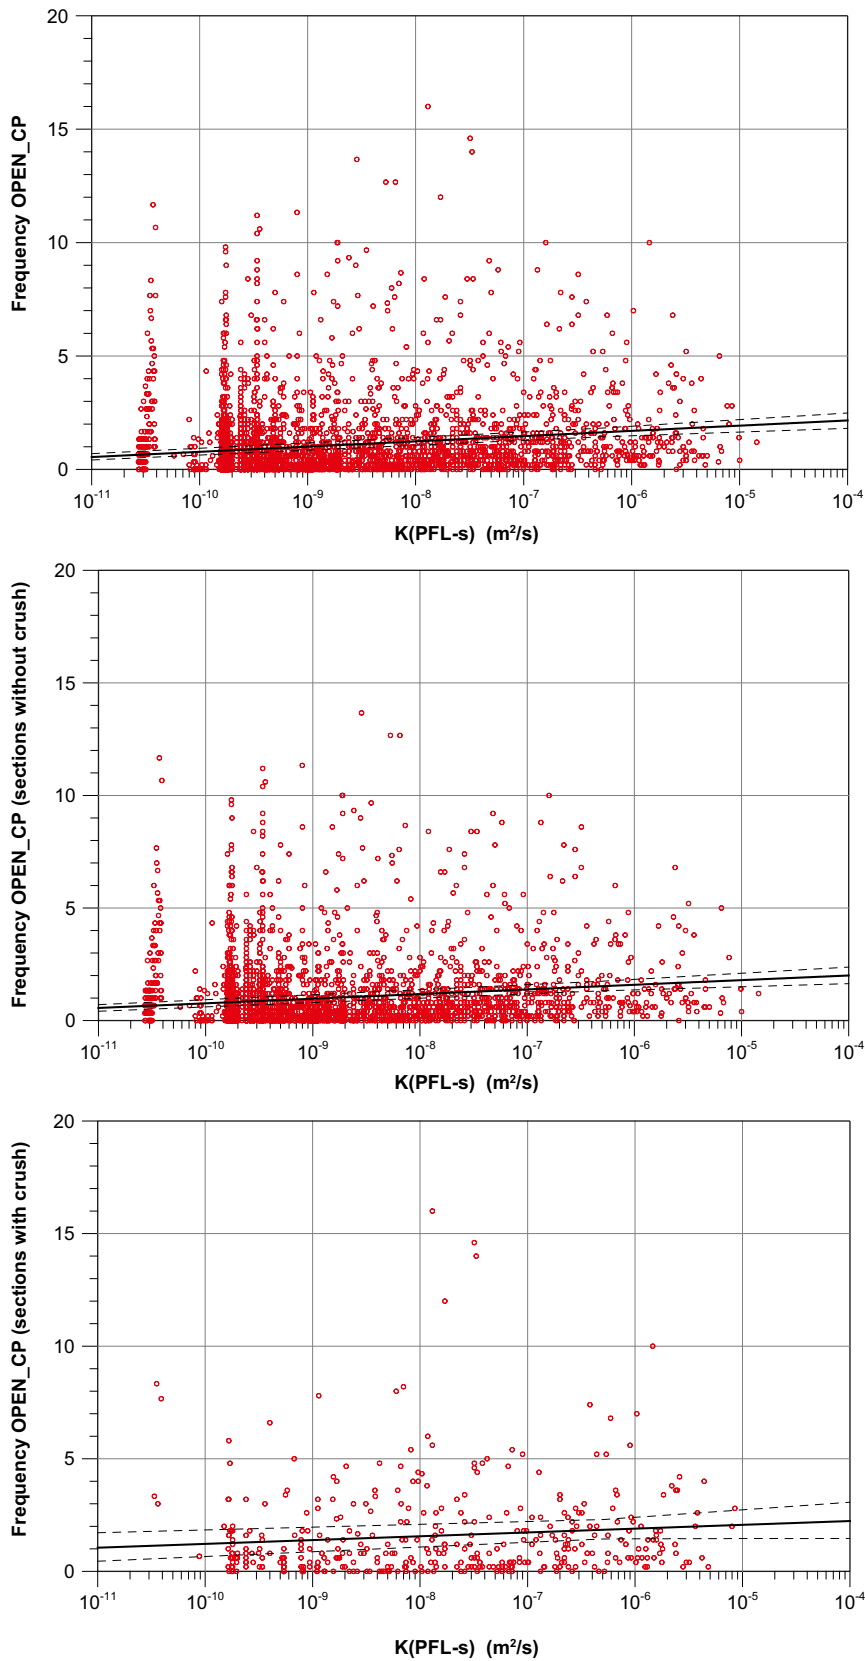 20
15
10
5
0
Frequency OPEN_CP
10⁻¹¹ 10⁻¹⁰ 10⁻⁹ 10⁻⁸ 10⁻⁷ 10⁻⁶ 10⁻⁵ 10⁻⁴
K(PFL-s) (m²/s)
20
15
10
5
0
Frequency OPEN_CP (sections without crush)
10⁻¹¹ 10⁻¹⁰ 10⁻⁹ 10⁻⁸ 10⁻⁷ 10⁻⁶ 10⁻⁵ 10⁻⁴
K(PFL-s) (m²/s)
20
15
10
5
0
Frequency OPEN_CP (sections with crush)
10⁻¹¹ 10⁻¹⁰ 10⁻⁹ 10⁻⁸ 10⁻⁷ 10⁻⁶ 10⁻⁵ 10⁻⁴
K(PFL-s) (m²/s)